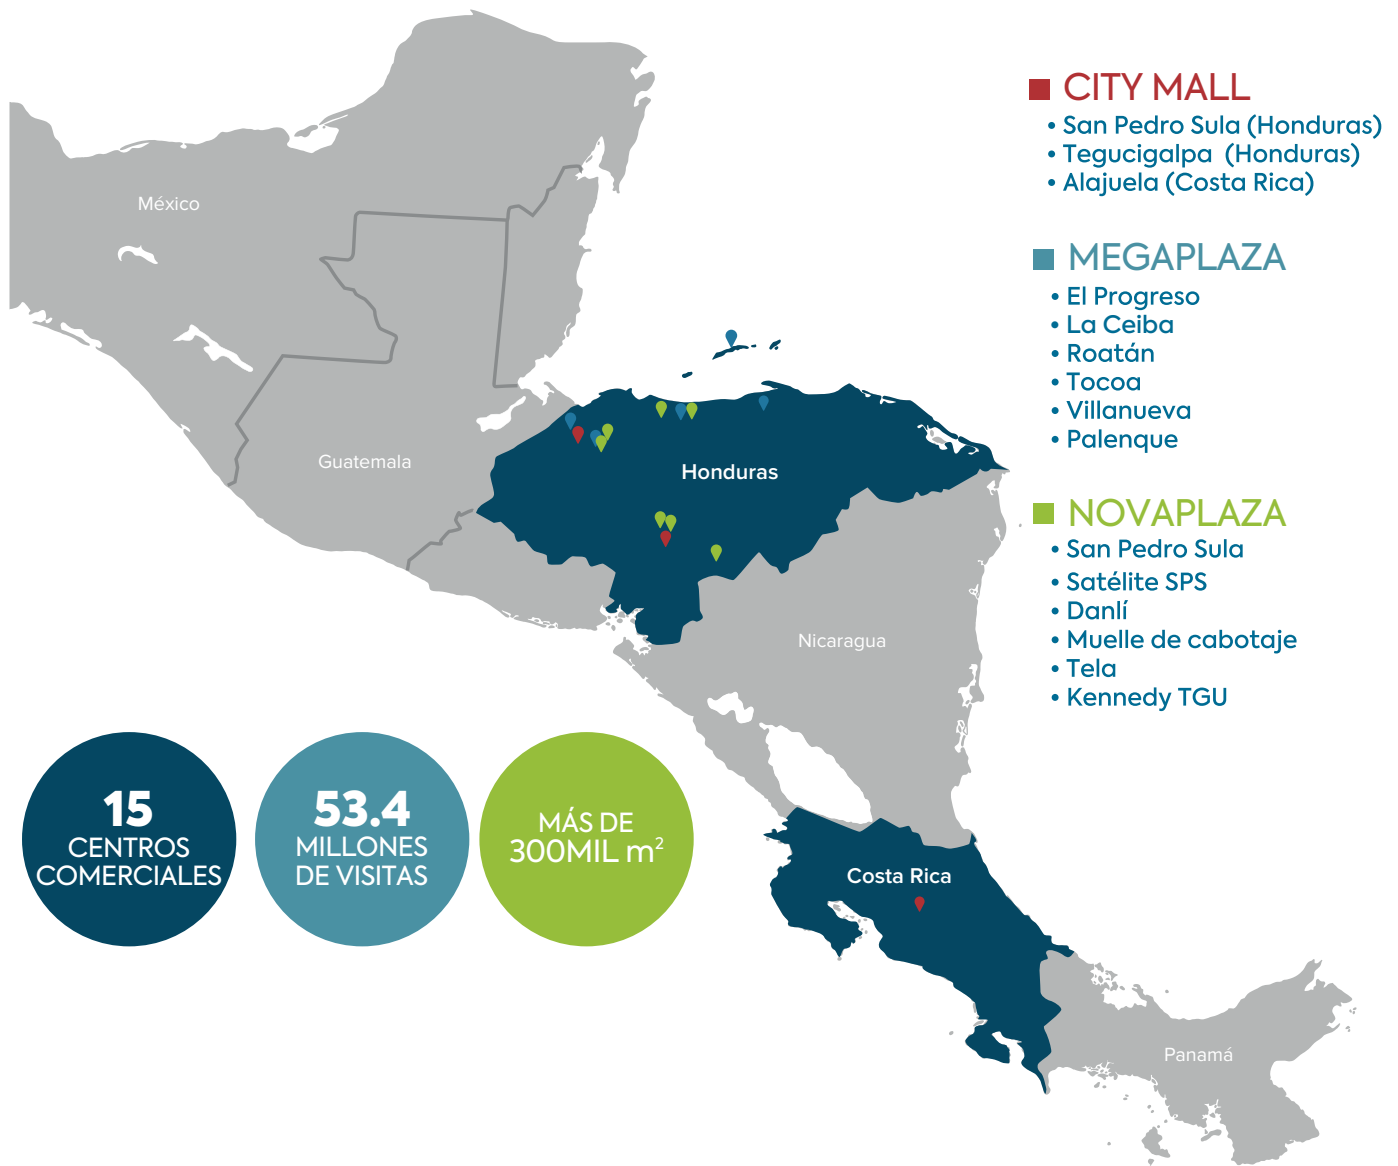 CITY MALL
• San Pedro Sula (Honduras)
• Tegucigalpa (Honduras)
• Alajuela (Costa Rica)
MEGAPLAZA
• El Progreso
• La Ceiba
• Roatán
• Tocoa
• Villanueva
• Palenque
NOVAPLAZA
• San Pedro Sula
• Satélite SPS
• Danlí
• Muelle de cabotaje
• Tela
• Kennedy TGU
México
Guatemala
Honduras
Nicaragua
Costa Rica
Panamá
15
CENTROS
COMERCIALES
53.4
MILLONES
DE VISITAS
MÁS DE
300MIL m²